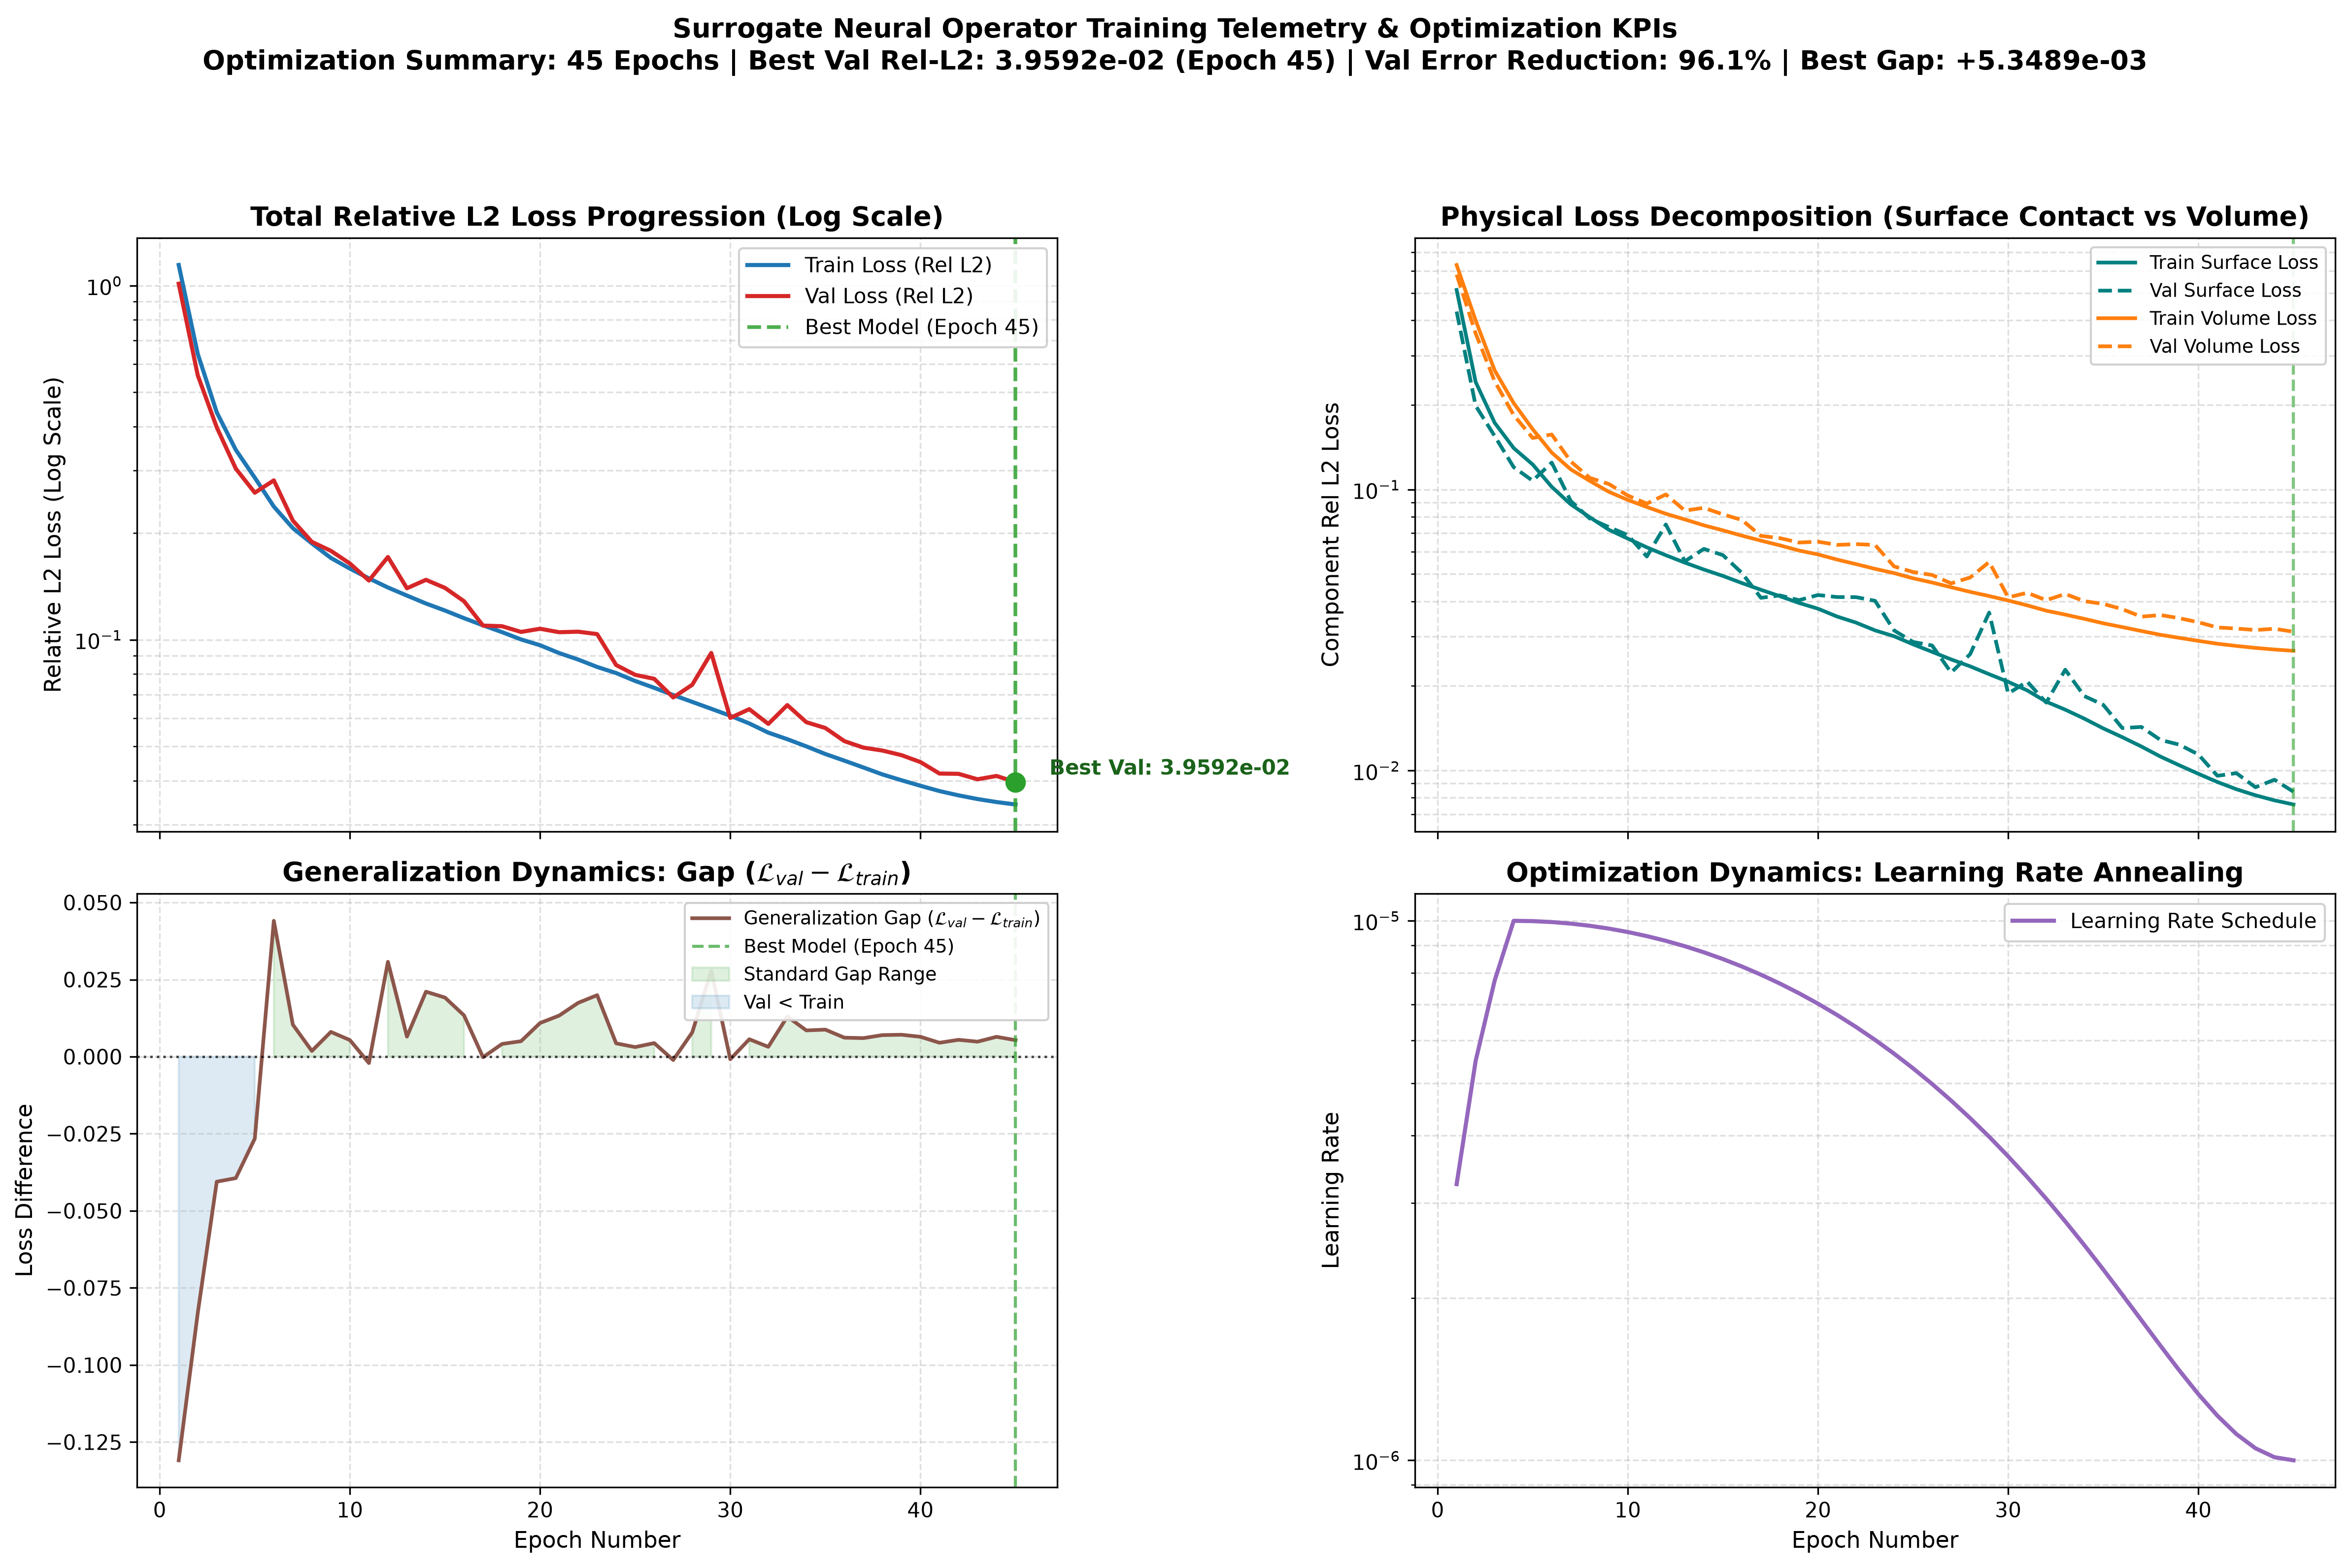 Surrogate Neural Operator Training Telemetry & Optimization KPIs
Optimization Summary: 45 Epochs | Best Val Rel-L2: 3.9592e-02 (Epoch 45) | Val Error Reduction: 96.1% | Best Gap: +5.3489e-03
Total Relative L2 Loss Progression (Log Scale)
Relative L2 Loss (Log Scale)
10⁰
10⁻¹
Train Loss (Rel L2)
Val Loss (Rel L2)
Best Model (Epoch 45)
Best Val: 3.9592e-02
Physical Loss Decomposition (Surface Contact vs Volume)
Component Rel L2 Loss
10⁻¹
10⁻²
Train Surface Loss
Val Surface Loss
Train Volume Loss
Val Volume Loss
Generalization Dynamics: Gap (ℒval − ℒtrain)
Loss Difference
0.050
0.025
0.000
−0.025
−0.050
−0.075
−0.100
−0.125
Generalization Gap (ℒval − ℒtrain)
Best Model (Epoch 45)
Standard Gap Range
Val < Train
0 10 20 30 40
Epoch Number
Optimization Dynamics: Learning Rate Annealing
Learning Rate
10⁻⁵
10⁻⁶
Learning Rate Schedule
0 10 20 30 40
Epoch Number